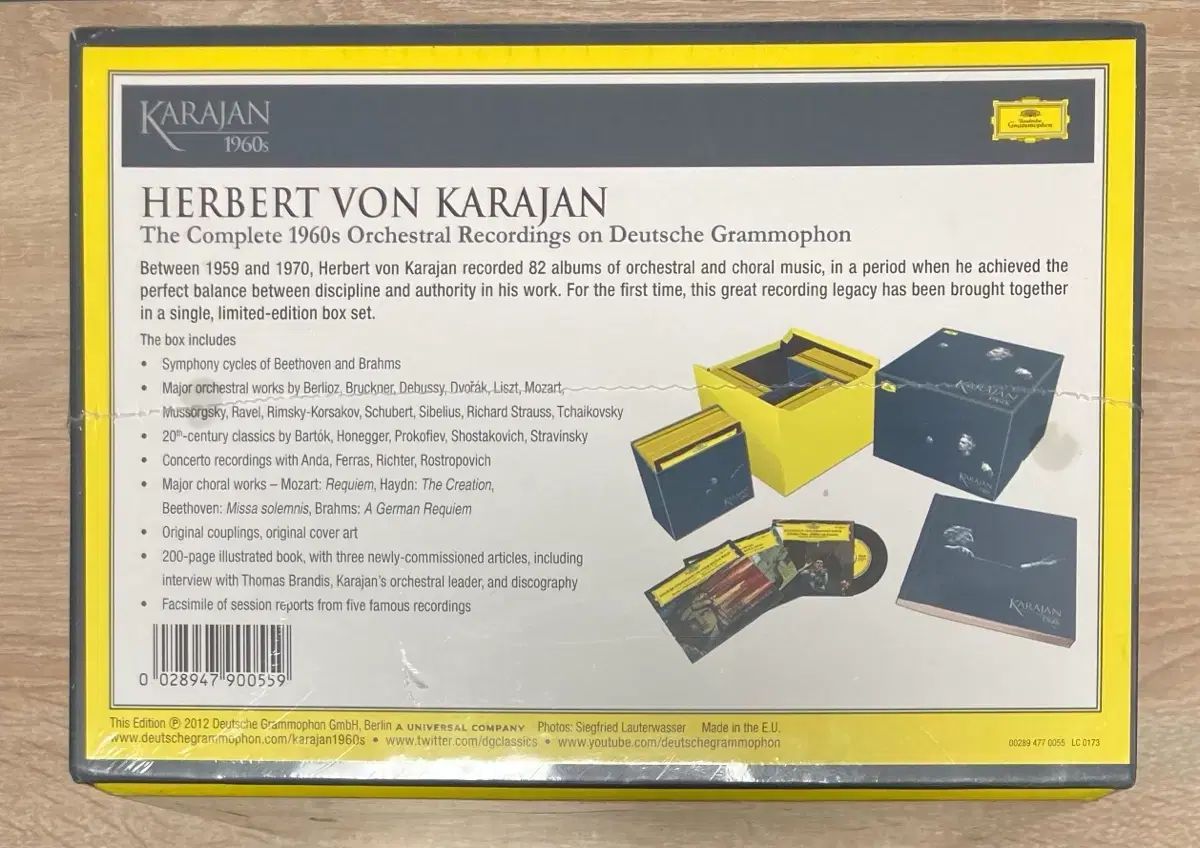 KARAJAN
1960s
Deutsche
Grammophon
HERBERT VON KARAJAN
The Complete 1960s Orchestral Recordings on Deutsche Grammophon
Between 1959 and 1970, Herbert von Karajan recorded 82 albums of orchestral and choral music, in a period when he achieved the
perfect balance between discipline and authority in his work. For the first time, this great recording legacy has been brought together
in a single, limited-edition box set.
The box includes
• Symphony cycles of Beethoven and Brahms
• Major orchestral works by Berlioz, Bruckner, Debussy, Dvořák, Liszt, Mozart,
Mussorgsky, Ravel, Rimsky-Korsakov, Schubert, Sibelius, Richard Strauss, Tchaikovsky
• 20th-century classics by Bartók, Honegger, Prokofiev, Shostakovich, Stravinsky
• Concerto recordings with Anda, Ferras, Richter, Rostropovich
• Major choral works – Mozart: Requiem, Haydn: The Creation,
Beethoven: Missa solemnis, Brahms: A German Requiem
• Original couplings, original cover art
• 200-page illustrated book, with three newly-commissioned articles, including
interview with Thomas Brandis, Karajan's orchestral leader, and discography
• Facsimile of session reports from five famous recordings
KARAJAN
1960s
KARAJAN
KARAJAN
KARAJAN
1960s
0 028947 900559
This Edition ℗ 2012 Deutsche Grammophon GmbH, Berlin A UNIVERSAL COMPANY Photos: Siegfried Lauterwasser Made in the E.U.
www.deutschegrammophon.com/karajan1960s • www.twitter.com/dgclassics • www.youtube.com/deutschegrammophon
00289 477 0055 LC 0173